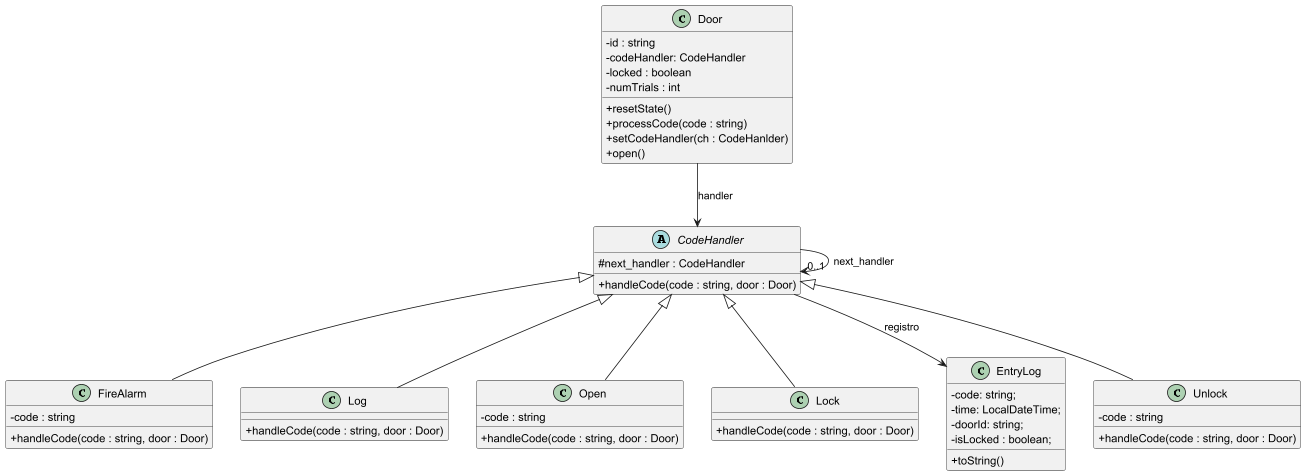 C Door
-id : string
-codeHandler: CodeHandler
-locked : boolean
-numTrials : int
+resetState()
+processCode(code : string)
+setCodeHandler(ch : CodeHanlder)
+open()
handler
A CodeHandler
#next_handler : CodeHandler
+handleCode(code : string, door : Door)
0..1
next_handler
registro
C FireAlarm
-code : string
+handleCode(code : string, door : Door)
C Log
+handleCode(code : string, door : Door)
C Open
-code : string
+handleCode(code : string, door : Door)
C Lock
+handleCode(code : string, door : Door)
C EntryLog
-code: string;
-time: LocalDateTime;
-doorId: string;
-isLocked : boolean;
+toString()
C Unlock
-code : string
+handleCode(code : string, door : Door)